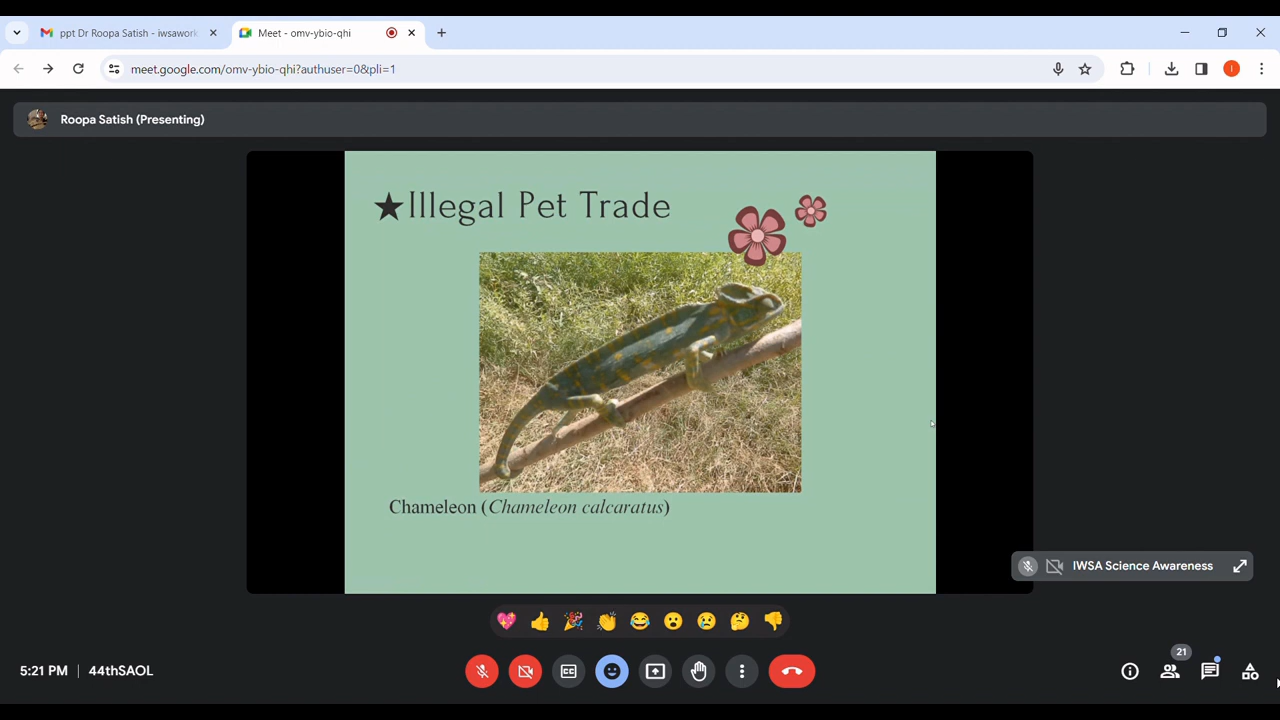 ppt Dr Roopa Satish - iwsawork
Meet - omv-ybio-qhi
meet.google.com/omv-ybio-qhi?authuser=0&pli=1
I
Roopa Satish (Presenting)
★Illegal Pet Trade
Chameleon (Chameleon calcaratus)
IWSA Science Awareness
5:21 PM | 44thSAOL
21